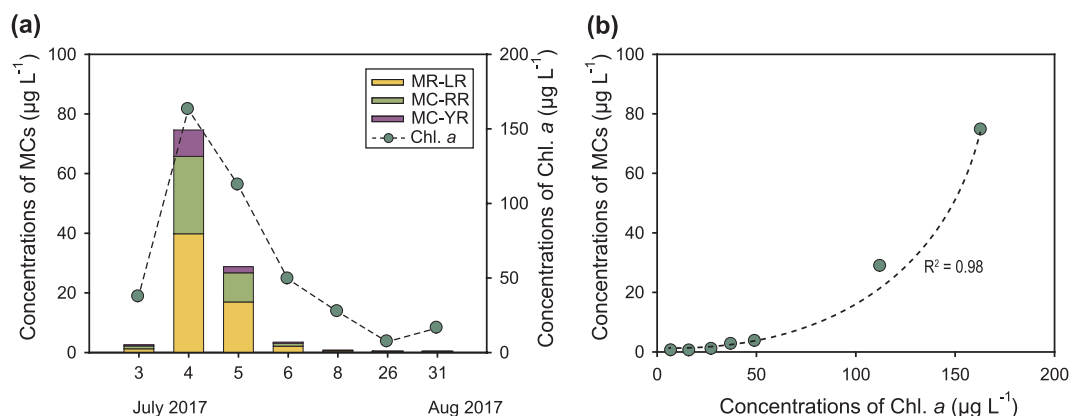 (a)
Concentrations of MCs (µg L⁻¹)
100
80
60
40
20
0
MR-LR
MC-RR
MC-YR
Chl. a
200
150
100
50
0
Concentrations of Chl. a (µg L⁻¹)
3 4 5 6 8 26 31
July 2017 Aug 2017
(b)
Concentrations of MCs (µg L⁻¹)
100
80
60
40
20
0
R² = 0.98
0 50 100 150 200
Concentrations of Chl. a (µg L⁻¹)